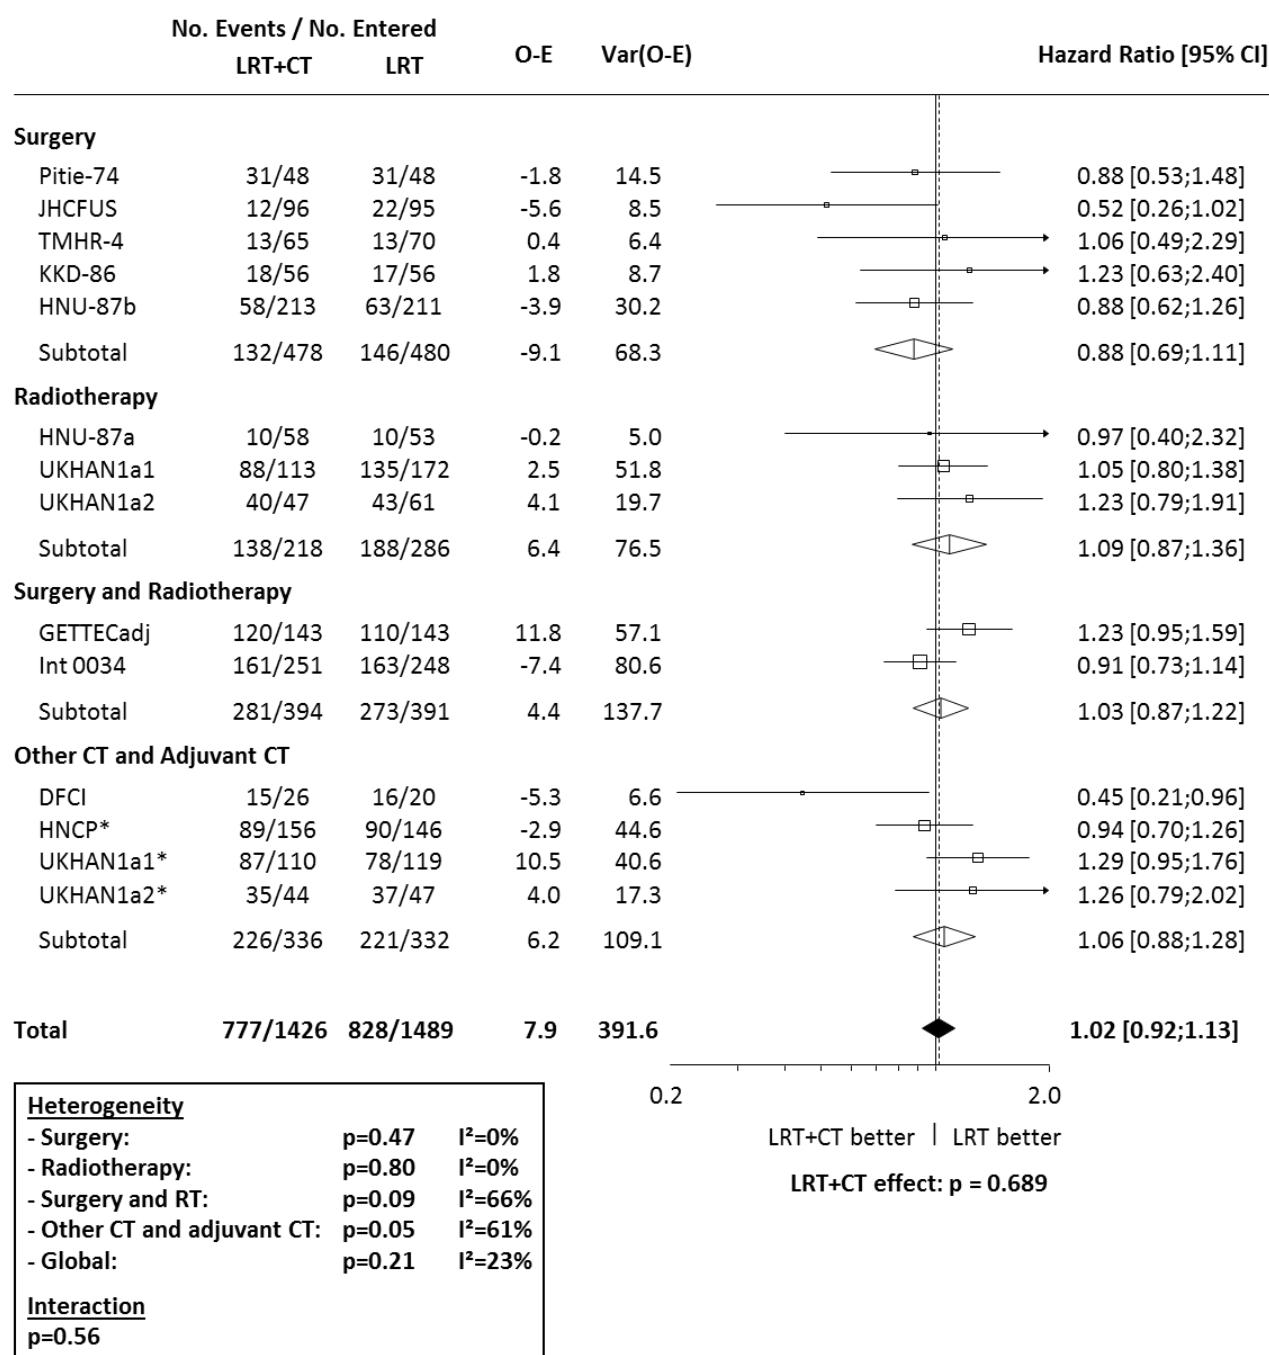 No. Events / No. Entered
LRT+CT LRT O-E Var(O-E) Hazard Ratio [95% CI]
Surgery
Pitie-74 31/48 31/48 -1.8 14.5 0.88 [0.53;1.48]
JHCFUS 12/96 22/95 -5.6 8.5 0.52 [0.26;1.02]
TMHR-4 13/65 13/70 0.4 6.4 1.06 [0.49;2.29]
KKD-86 18/56 17/56 1.8 8.7 1.23 [0.63;2.40]
HNU-87b 58/213 63/211 -3.9 30.2 0.88 [0.62;1.26]
Subtotal 132/478 146/480 -9.1 68.3 0.88 [0.69;1.11]
Radiotherapy
HNU-87a 10/58 10/53 -0.2 5.0 0.97 [0.40;2.32]
UKHAN1a1 88/113 135/172 2.5 51.8 1.05 [0.80;1.38]
UKHAN1a2 40/47 43/61 4.1 19.7 1.23 [0.79;1.91]
Subtotal 138/218 188/286 6.4 76.5 1.09 [0.87;1.36]
Surgery and Radiotherapy
GETTECadj 120/143 110/143 11.8 57.1 1.23 [0.95;1.59]
Int 0034 161/251 163/248 -7.4 80.6 0.91 [0.73;1.14]
Subtotal 281/394 273/391 4.4 137.7 1.03 [0.87;1.22]
Other CT and Adjuvant CT
DFCI 15/26 16/20 -5.3 6.6 0.45 [0.21;0.96]
HNCP* 89/156 90/146 -2.9 44.6 0.94 [0.70;1.26]
UKHAN1a1* 87/110 78/119 10.5 40.6 1.29 [0.95;1.76]
UKHAN1a2* 35/44 37/47 4.0 17.3 1.26 [0.79;2.02]
Subtotal 226/336 221/332 6.2 109.1 1.06 [0.88;1.28]
Total 777/1426 828/1489 7.9 391.6 1.02 [0.92;1.13]
0.2 2.0
LRT+CT better | LRT better
LRT+CT effect: p = 0.689
Heterogeneity
- Surgery: p=0.47 I²=0%
- Radiotherapy: p=0.80 I²=0%
- Surgery and RT: p=0.09 I²=66%
- Other CT and adjuvant CT: p=0.05 I²=61%
- Global: p=0.21 I²=23%
Interaction
p=0.56